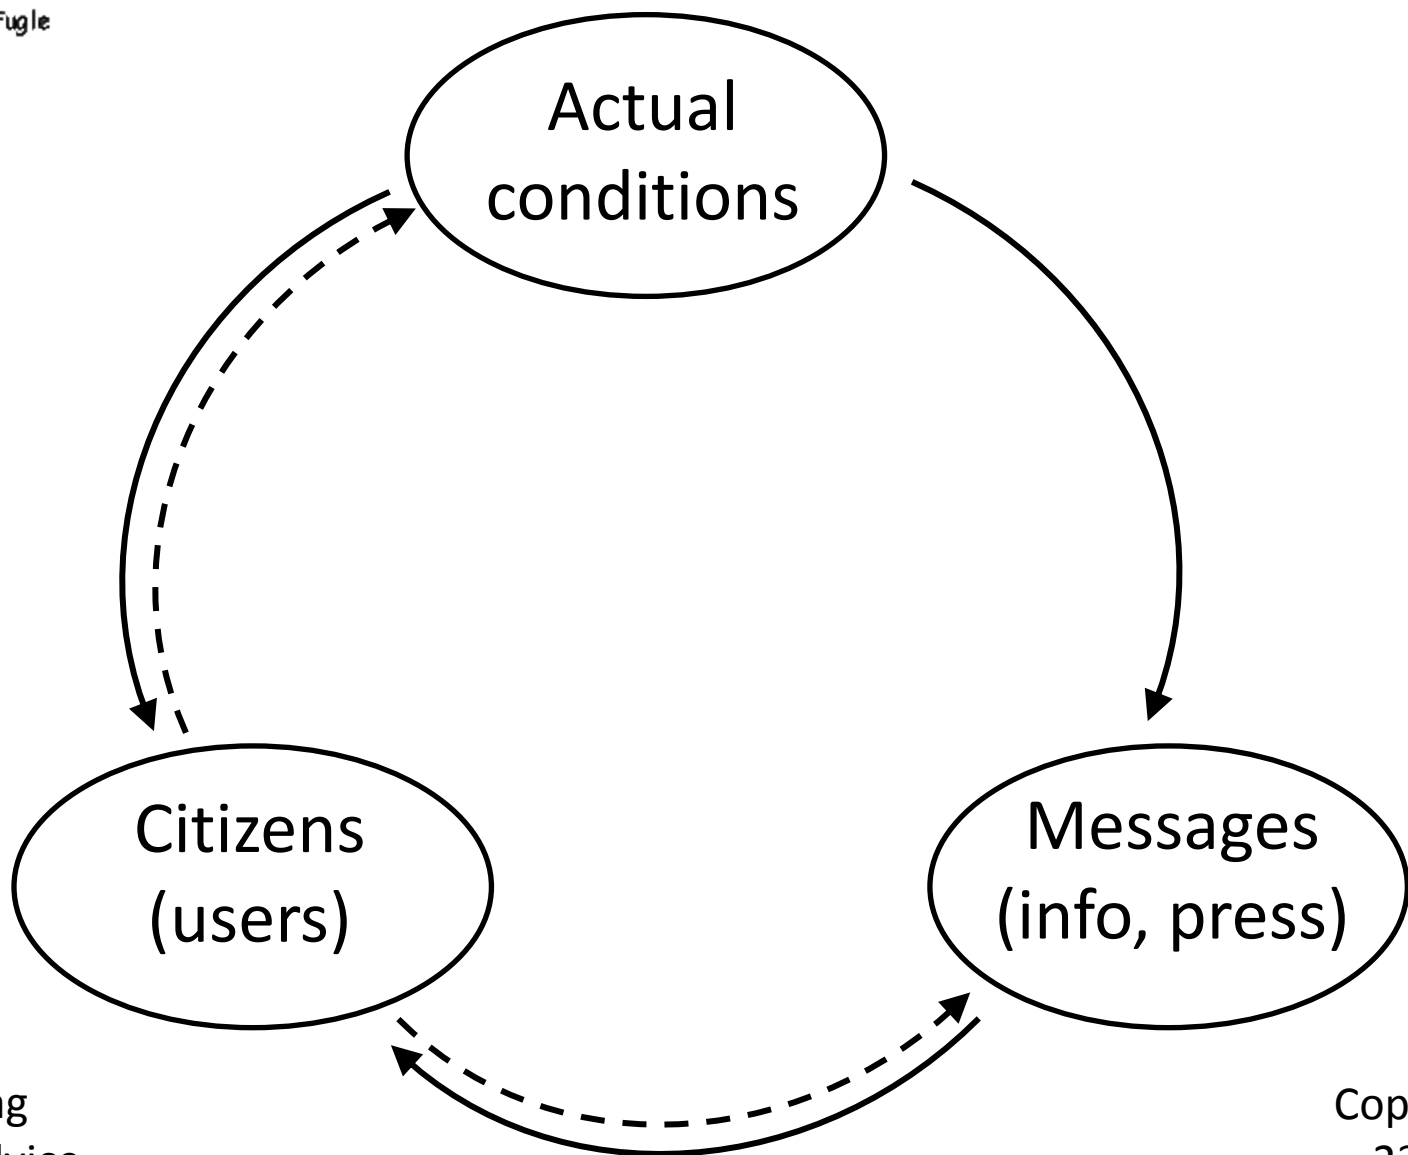 Fugle
Actual
conditions
Citizens
(users)
Messages
(info, press)